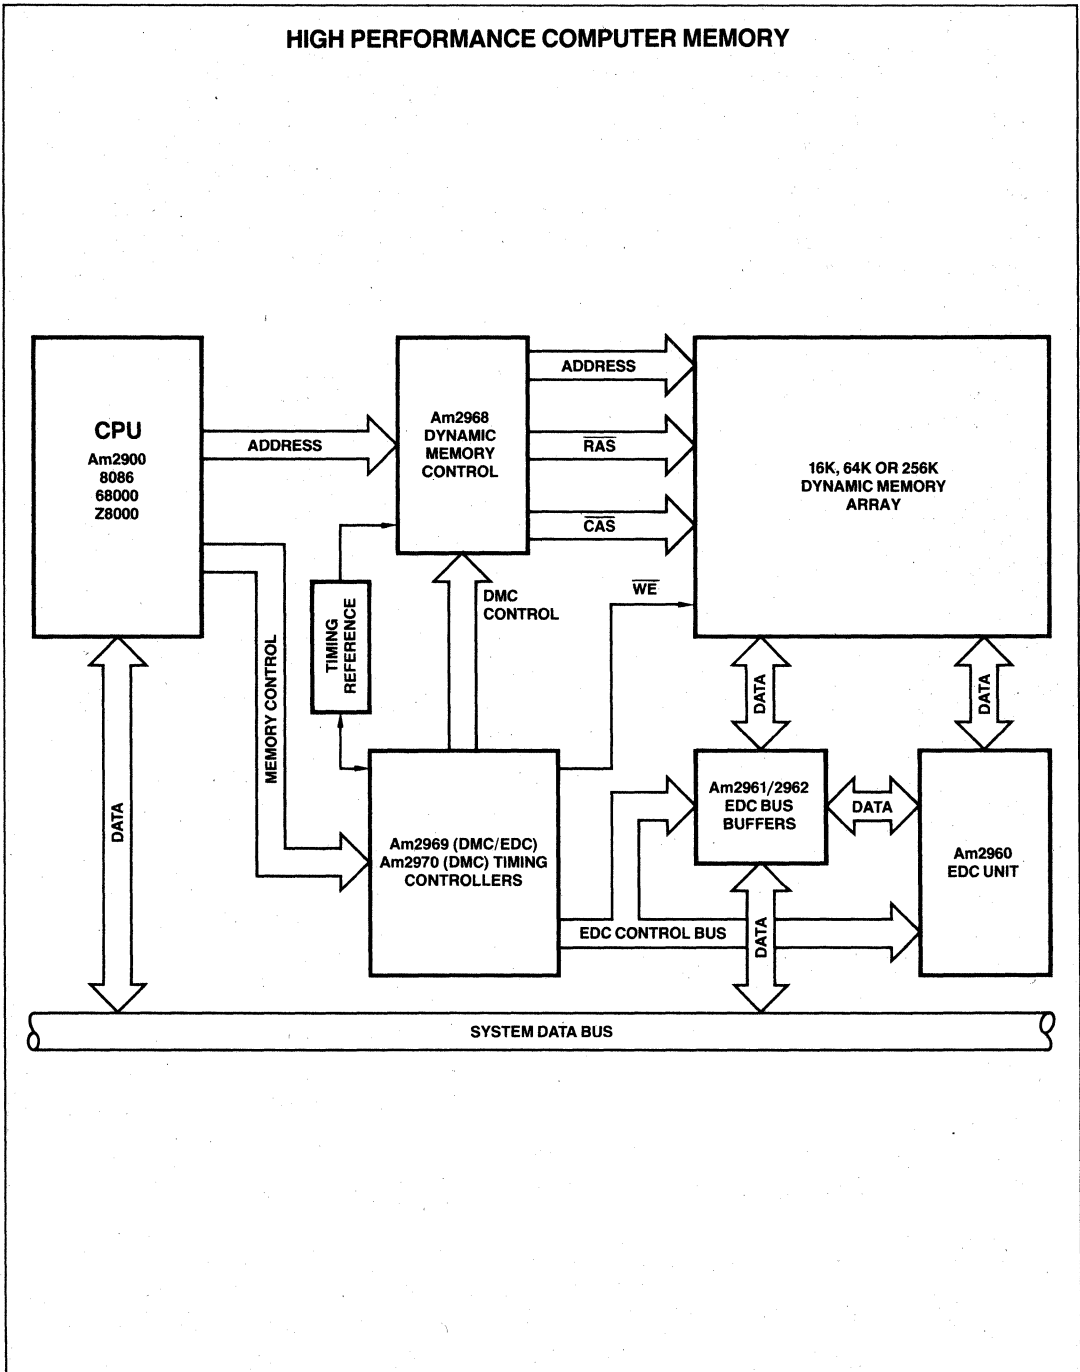 HIGH PERFORMANCE COMPUTER MEMORY
CPU
Am2900
8086
68000
Z8000
ADDRESS
Am2968
DYNAMIC
MEMORY
CONTROL
ADDRESS
RAS
CAS
16K, 64K OR 256K
DYNAMIC MEMORY
ARRAY
TIMING
REFERENCE
DMC
CONTROL
WE
MEMORY CONTROL
DATA
DATA
DATA
Am2969 (DMC/EDC)
Am2970 (DMC) TIMING
CONTROLLERS
Am2961/2962
EDC BUS
BUFFERS
DATA
Am2960
EDC UNIT
EDC CONTROL BUS
DATA
SYSTEM DATA BUS